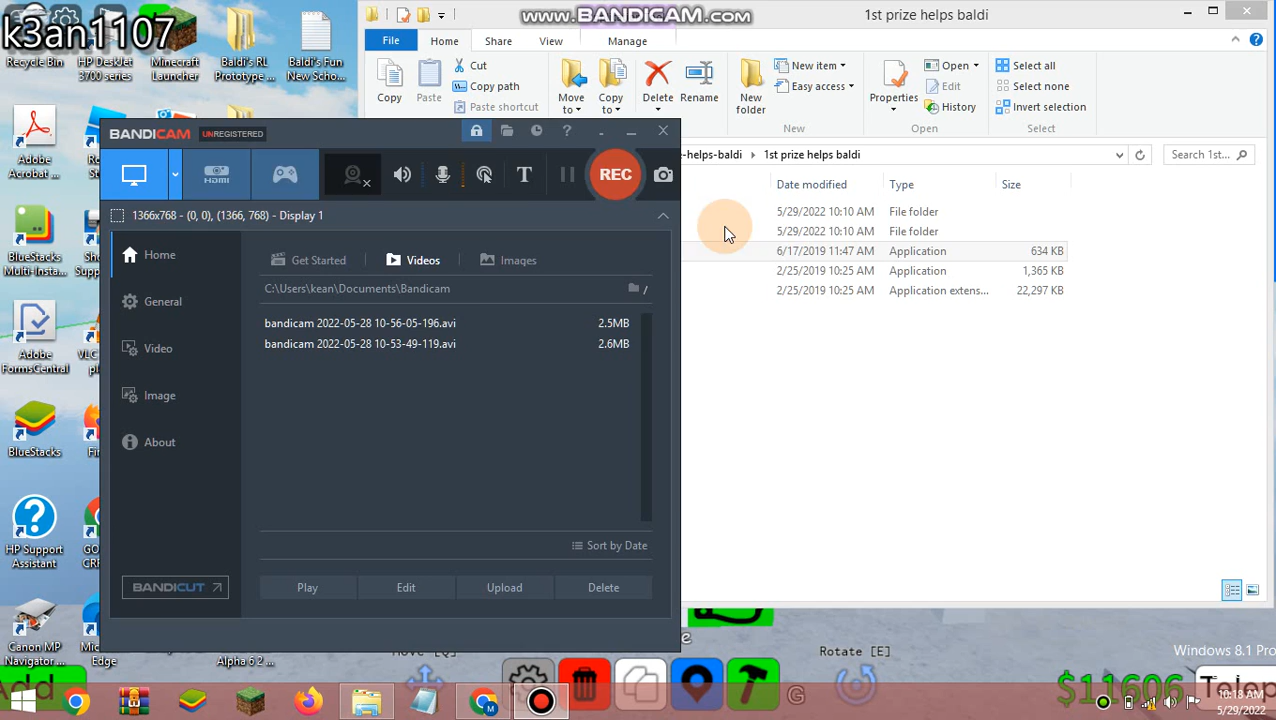 www.BANDICAM.com
k3an1107
Recycle Bin
HP DeskJet 3700 series
Minecraft Launcher
Baldi's RL Prototype ...
Baldi's Fun New Scho...
1st prize helps baldi
File
Home
Share
View
Manage
Copy
Paste
Cut
Copy path
Paste shortcut
Move to
Copy to
Delete
Rename
New folder
New item
Easy access
New
Properties
Open
Edit
History
Open
Select all
Select none
Invert selection
Select
-helps-baldi
1st prize helps baldi
Search 1st...
Date modified
Type
Size
5/29/2022 10:10 AM File folder
5/29/2022 10:10 AM File folder
6/17/2019 11:47 AM Application 634 KB
2/25/2019 10:25 AM Application 1,365 KB
2/25/2019 10:25 AM Application extens... 22,297 KB
Adobe Acrobat ...
BlueStacks Multi-Insta...
Adobe FormsCentral
VLC
BlueStacks
HP Support Assistant
Canon MP Navigator ...
Edge
Alpha 6 2 ...
BANDICAM UNREGISTERED
HDMI
T
REC
1366x768 - (0, 0), (1366, 768) - Display 1
Home
General
Video
Image
About
BANDICUT
Get Started
Videos
Images
C:\Users\kean\Documents\Bandicam
/
bandicam 2022-05-28 10-56-05-196.avi 2.5MB
bandicam 2022-05-28 10-53-49-119.avi 2.6MB
Sort by Date
Play
Edit
Upload
Delete
Move [Q]
Rotate [E]
Windows 8.1 Pro
Add
G
$11606
10:18 AM
5/29/2022